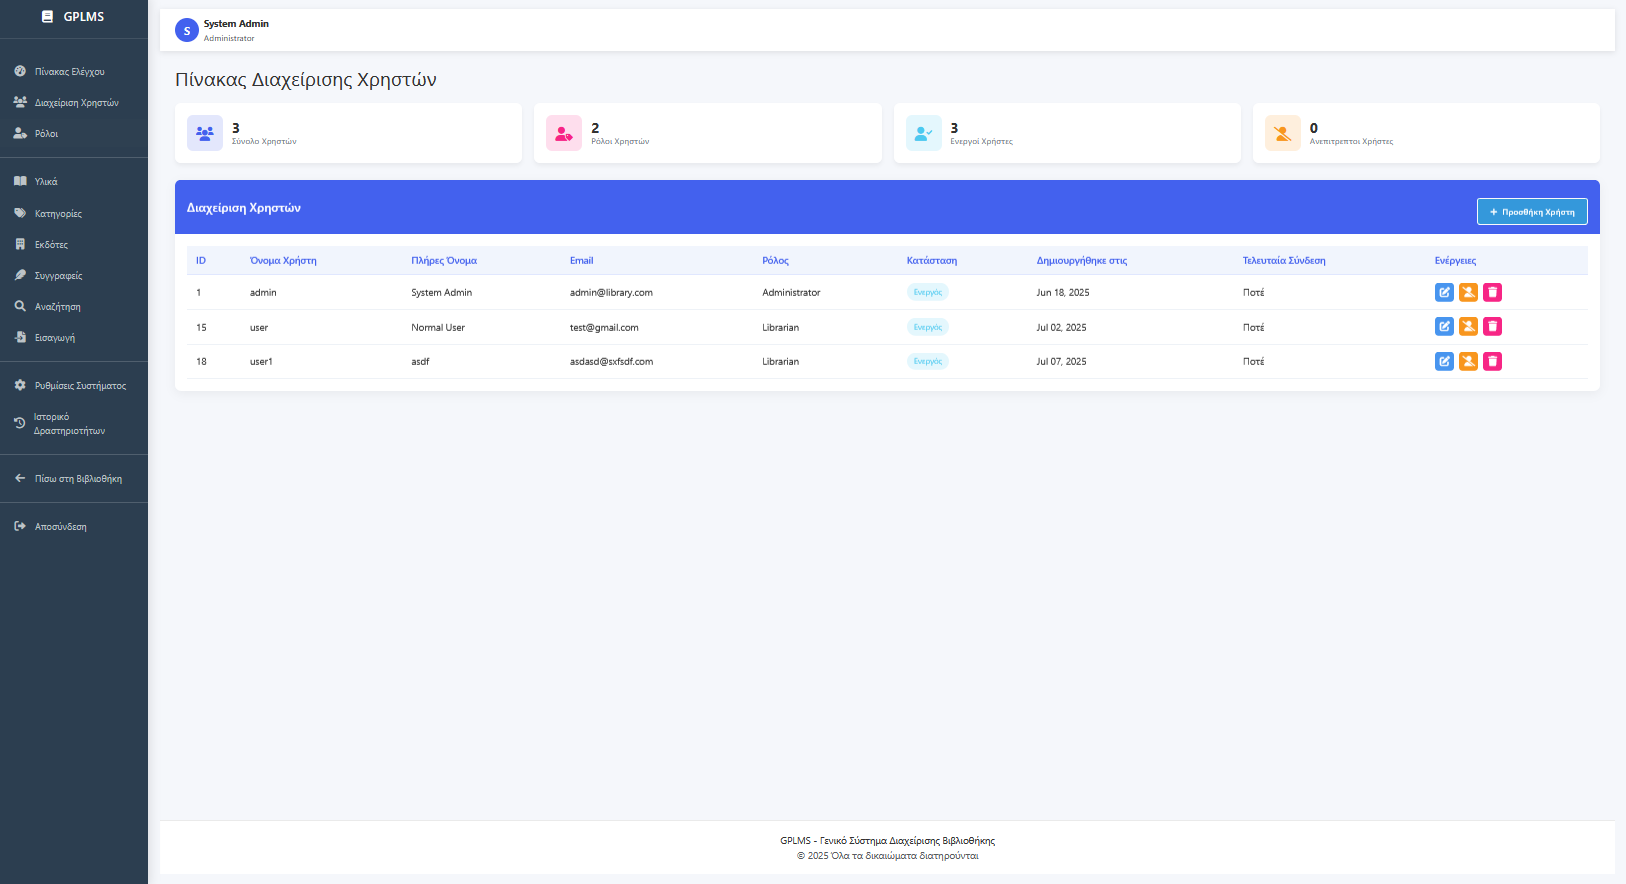 GPLMS
Πίνακας Ελέγχου
Διαχείριση Χρηστών
Ρόλοι
Υλικά
Κατηγορίες
Εκδότες
Συγγραφείς
Αναζήτηση
Εισαγωγή
Ρυθμίσεις Συστήματος
Ιστορικό
Δραστηριοτήτων
Πίσω στη Βιβλιοθήκη
Αποσύνδεση
S System Admin
Administrator
Πίνακας Διαχείρισης Χρηστών
3
Σύνολο Χρηστών
2
Ρόλοι Χρηστών
3
Ενεργοί Χρήστες
0
Ανεπιτρεπτοι Χρήστες
Διαχείριση Χρηστών
+ Προσθήκη Χρήστη
ID Όνομα Χρήστη Πλήρες Όνομα Email Ρόλος Κατάσταση Δημιουργήθηκε στις Τελευταία Σύνδεση Ενέργειες
1 admin System Admin admin@library.com Administrator Ενεργός Jun 18, 2025 Ποτέ
15 user Normal User test@gmail.com Librarian Ενεργός Jul 02, 2025 Ποτέ
18 user1 asdf asdasd@sxfsdf.com Librarian Ενεργός Jul 07, 2025 Ποτέ
GPLMS - Γενικό Σύστημα Διαχείρισης Βιβλιοθήκης
© 2025 Όλα τα δικαιώματα διατηρούνται